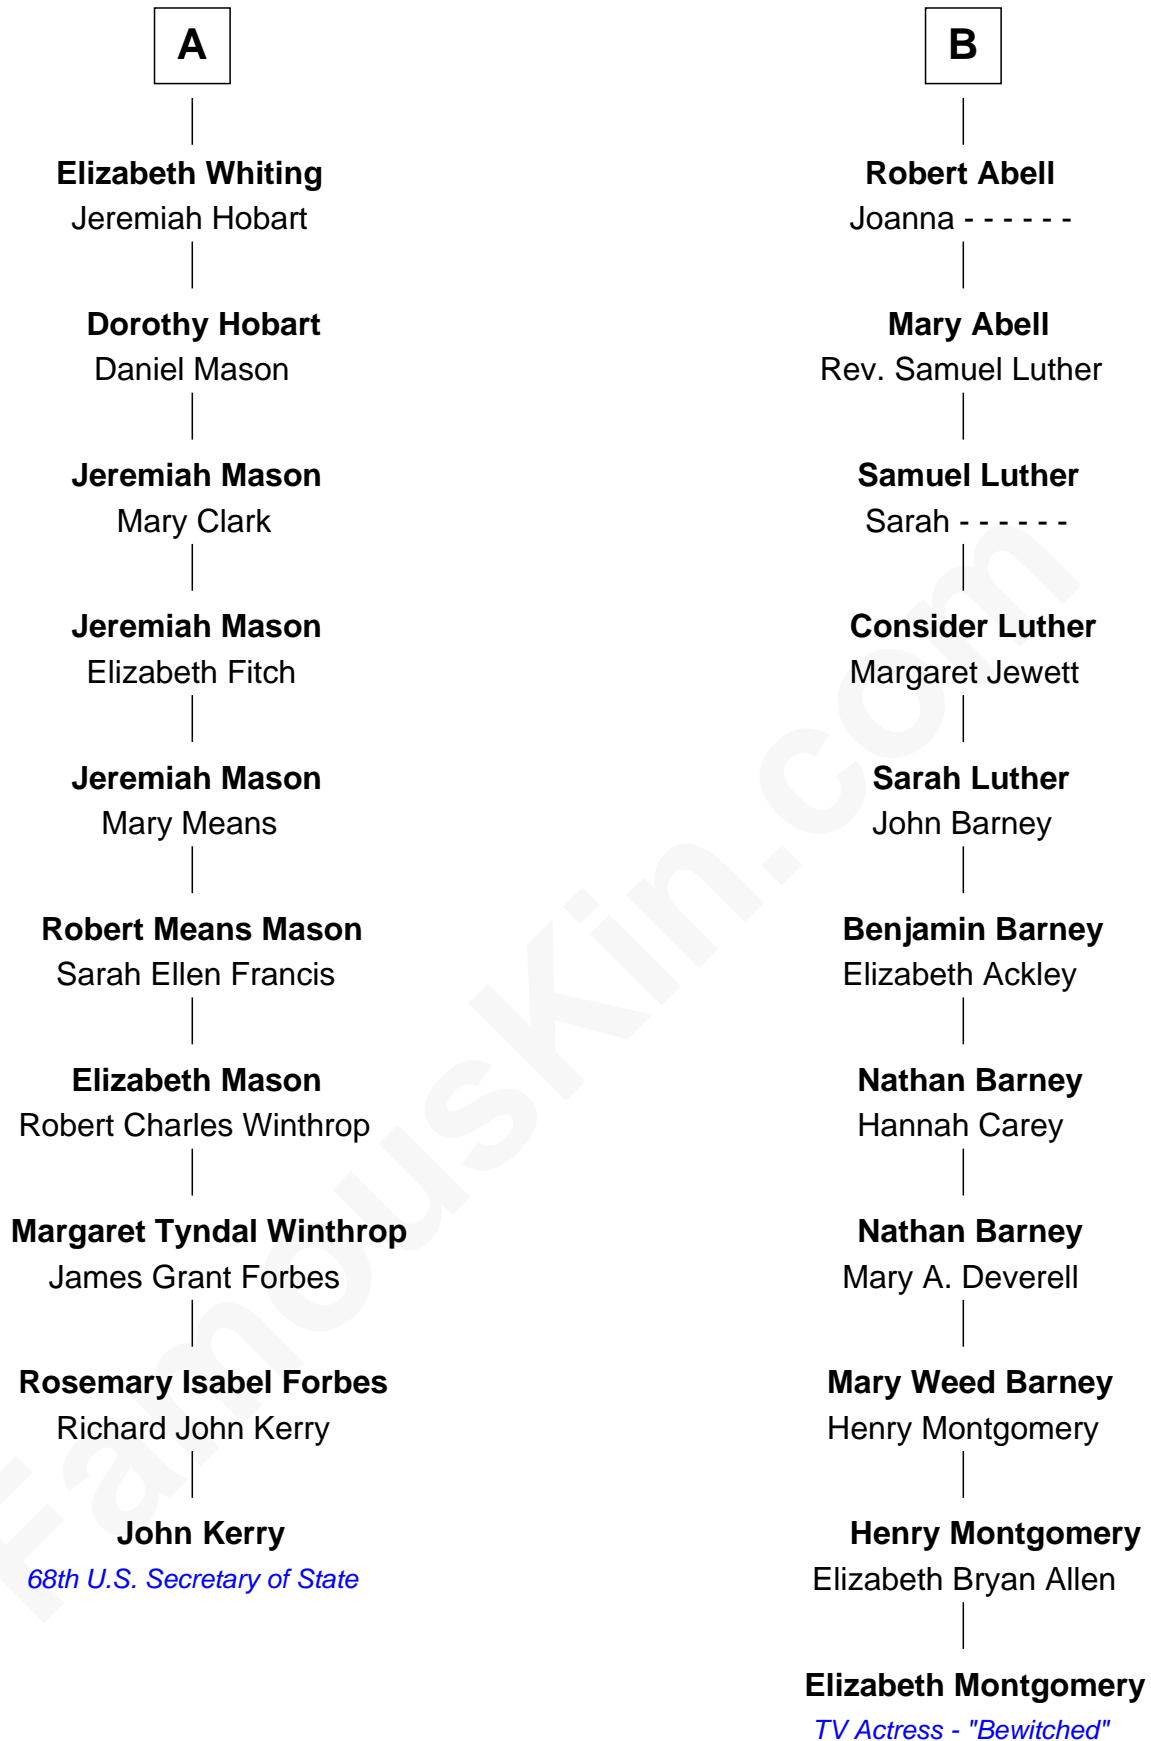 A
Elizabeth Whiting
Jeremiah Hobart
Dorothy Hobart
Daniel Mason
Jeremiah Mason
Mary Clark
Jeremiah Mason
Elizabeth Fitch
Jeremiah Mason
Mary Means
Robert Means Mason
Sarah Ellen Francis
Elizabeth Mason
Robert Charles Winthrop
Margaret Tyndal Winthrop
James Grant Forbes
Rosemary Isabel Forbes
Richard John Kerry
John Kerry
68th U.S. Secretary of State
B
Robert Abell
Joanna - - - - - -
Mary Abell
Rev. Samuel Luther
Samuel Luther
Sarah - - - - - -
Consider Luther
Margaret Jewett
Sarah Luther
John Barney
Benjamin Barney
Elizabeth Ackley
Nathan Barney
Hannah Carey
Nathan Barney
Mary A. Deverell
Mary Weed Barney
Henry Montgomery
Henry Montgomery
Elizabeth Bryan Allen
Elizabeth Montgomery
TV Actress - "Bewitched"
FamousKin.com